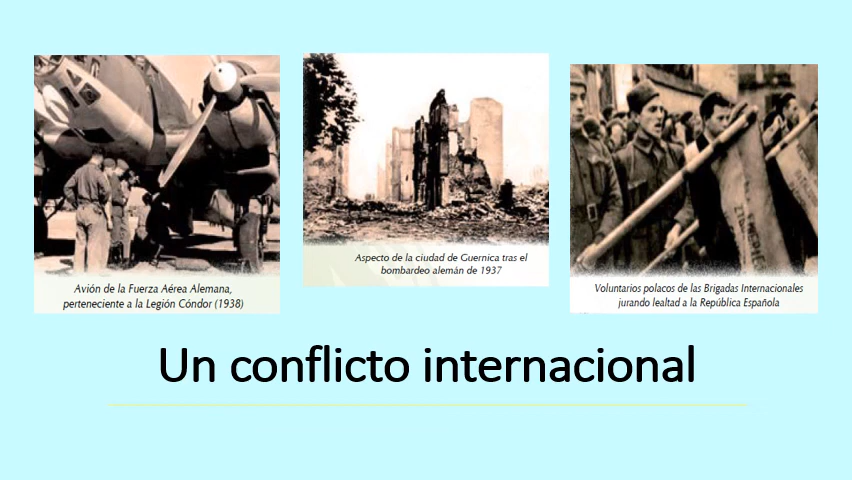 Avión de la Fuerza Aérea Alemana,
perteneciente a la Legión Cóndor (1938)
Aspecto de la ciudad de Guernica tras el
bombardeo alemán de 1937
Voluntarios polacos de las Brigadas Internacionales
jurando lealtad a la República Española
Un conflicto internacional